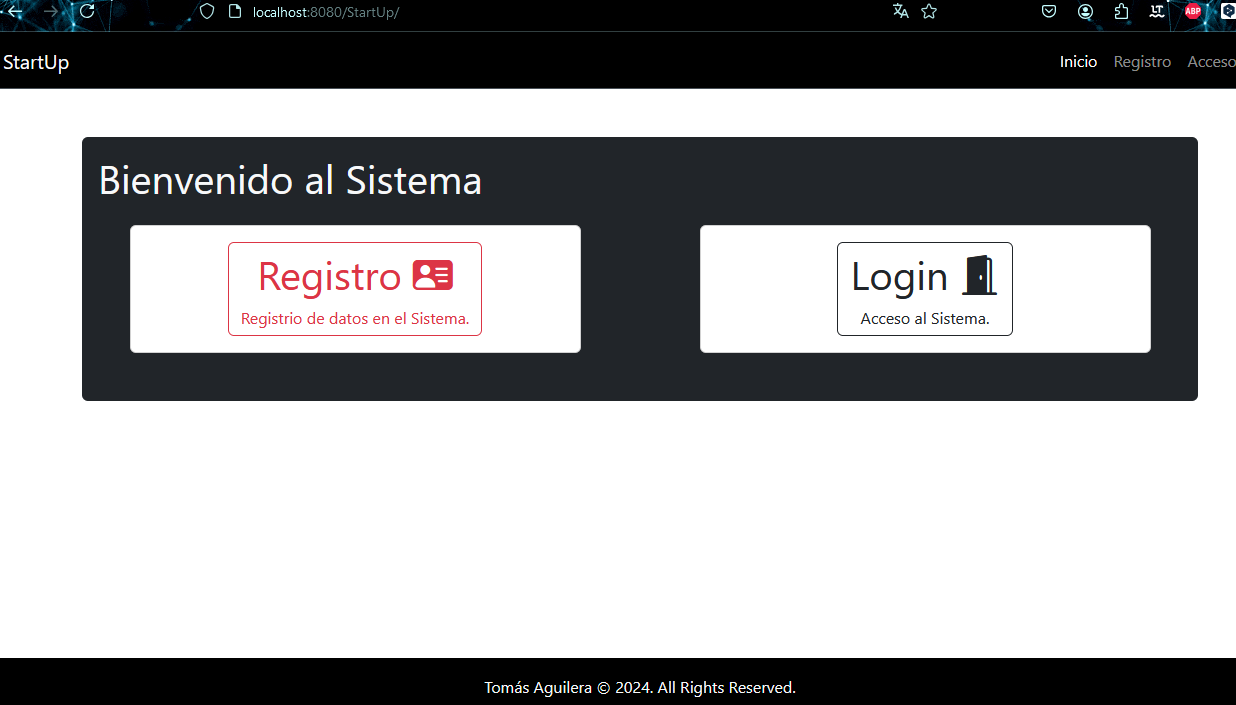 localhost:8080/StartUp/
ABP
StartUp
Inicio Registro Acceso
Bienvenido al Sistema
Registro
Registrio de datos en el Sistema.
Login
Acceso al Sistema.
Tomás Aguilera © 2024. All Rights Reserved.